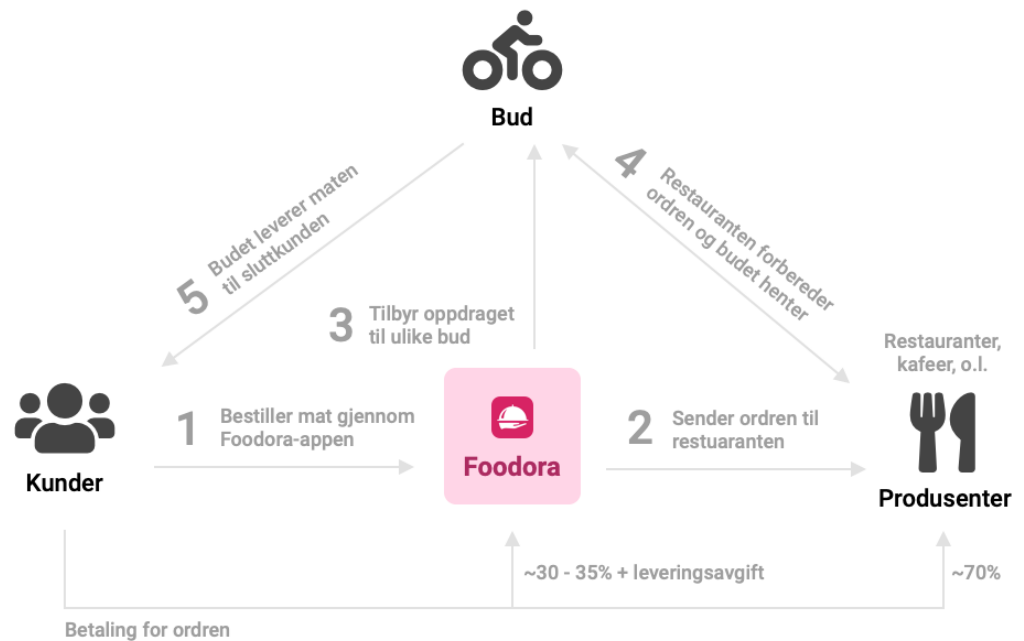 Bud
4
Restauranten forbereder
ordren og budet henter
5
Budet leverer maten
til sluttkunden
3
Tilbyr oppdraget
til ulike bud
Restauranter,
kafeer, o.l.
Kunder
1
Bestiller mat gjennom
Foodora-appen
Foodora
2
Sender ordren til
restuaranten
Produsenter
~30 - 35% + leveringsavgift
~70%
Betaling for ordren